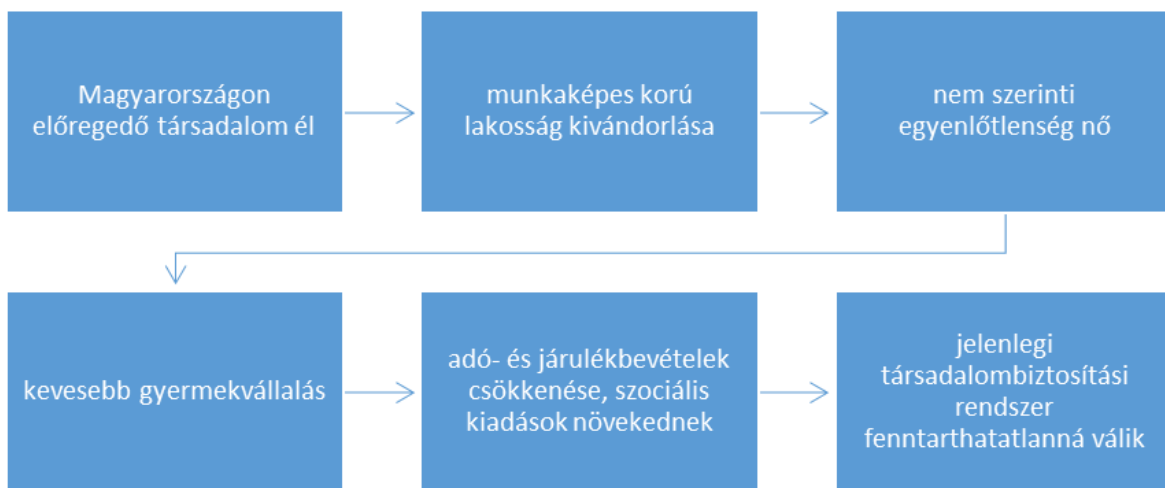 Magyarországon
előregedő társadalom él
munkaképes korú
lakosság kivándorlása
nem szerinti
egyenlőtlenség nő
kevesebb gyermekvállalás
adó- és járulékbevételek
csökkenése, szociális
kiadások növekednek
jelenlegi
társadalombiztosítási
rendszer
fenntarthatatlanná válik